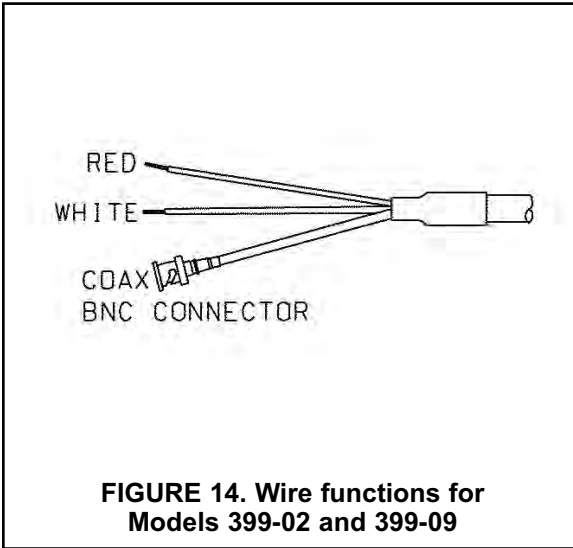 RED
WHITE
COAX
BNC CONNECTOR
FIGURE 14. Wire functions for
Models 399-02 and 399-09